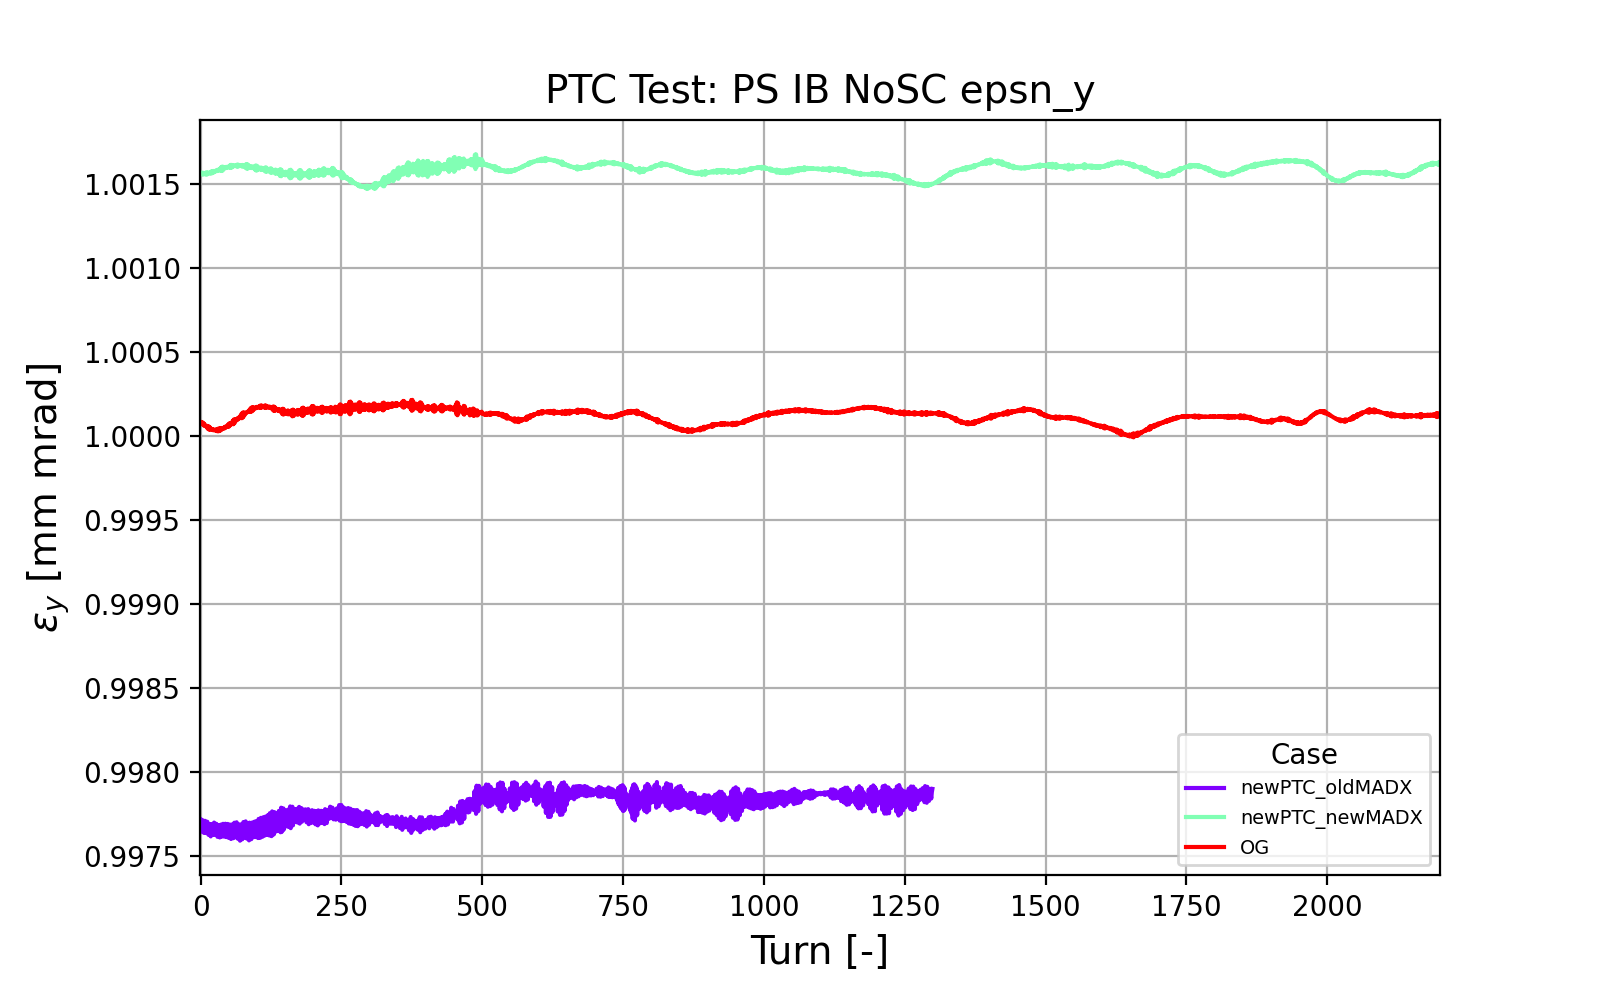 PTC Test: PS IB NoSC epsn_y
εy [mm mrad]
1.0015
1.0010
1.0005
1.0000
0.9995
0.9990
0.9985
0.9980
0.9975
0 250 500 750 1000 1250 1500 1750 2000
Turn [-]
Case
newPTC_oldMADX
newPTC_newMADX
OG